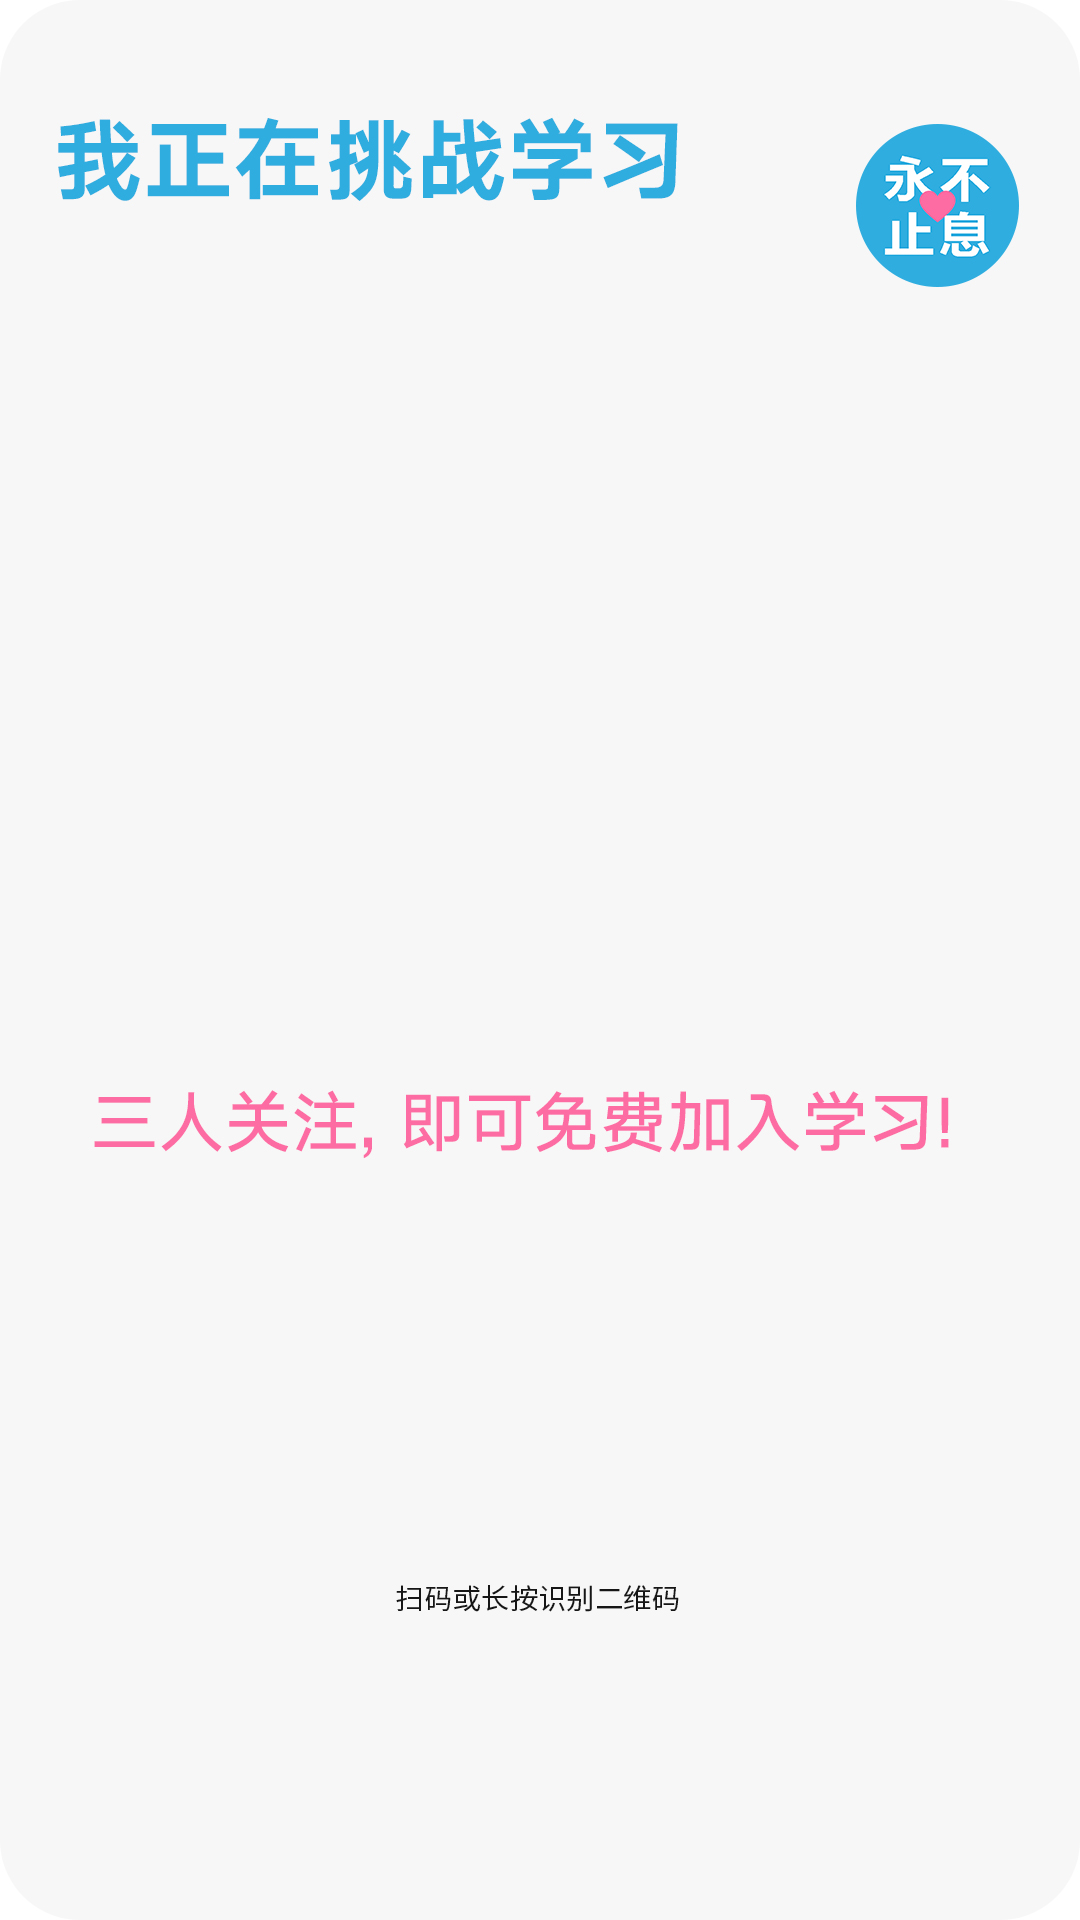 我正在挑战学习
永不
止息
三人关注, 即可免费加入学习!
扫码或长按识别二维码